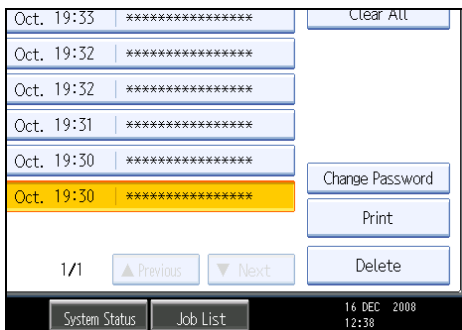 Oct. 19:33 ****************
Clear All
Oct. 19:32 ****************
Oct. 19:32 ****************
Oct. 19:31 ****************
Oct. 19:30 ****************
Change Password
Oct. 19:30 ****************
Print
1/1 ▲ Previous ▼ Next
Delete
System Status Job List
16 DEC 2008
12:38